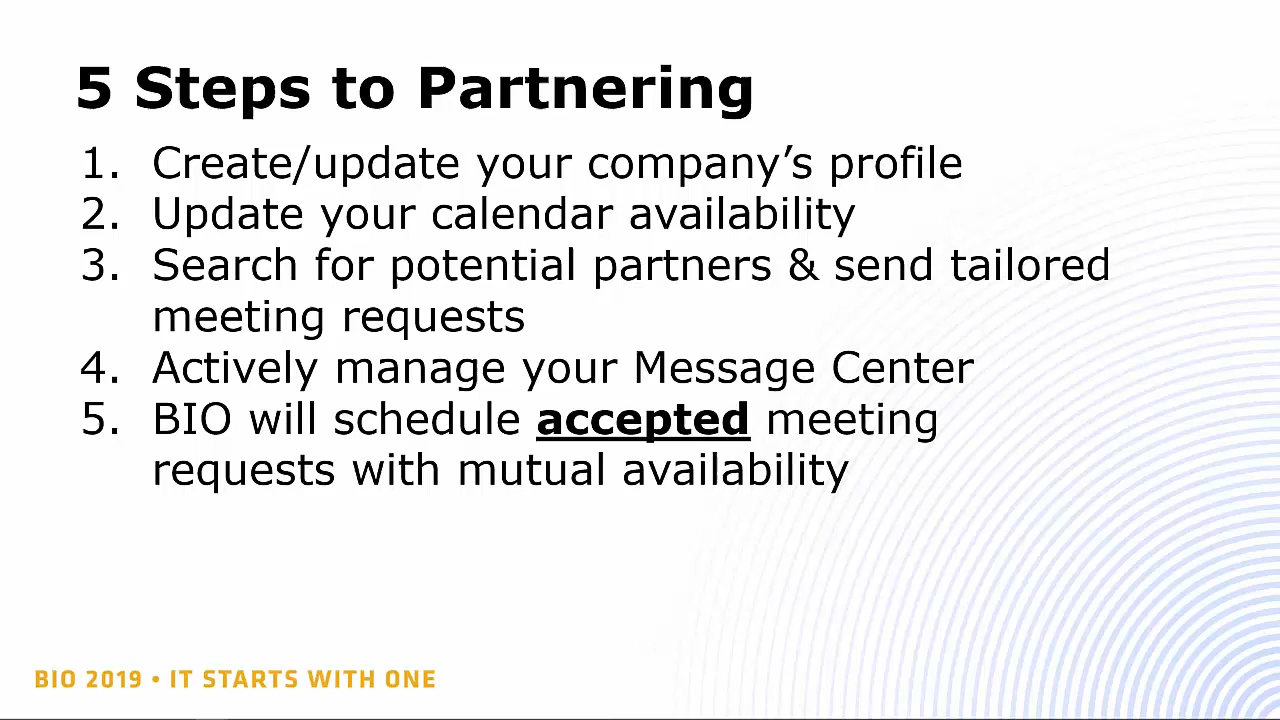 5 Steps to Partnering
1. Create/update your company’s profile
2. Update your calendar availability
3. Search for potential partners & send tailored
meeting requests
4. Actively manage your Message Center
5. BIO will schedule accepted meeting
requests with mutual availability
BIO 2019 • IT STARTS WITH ONE